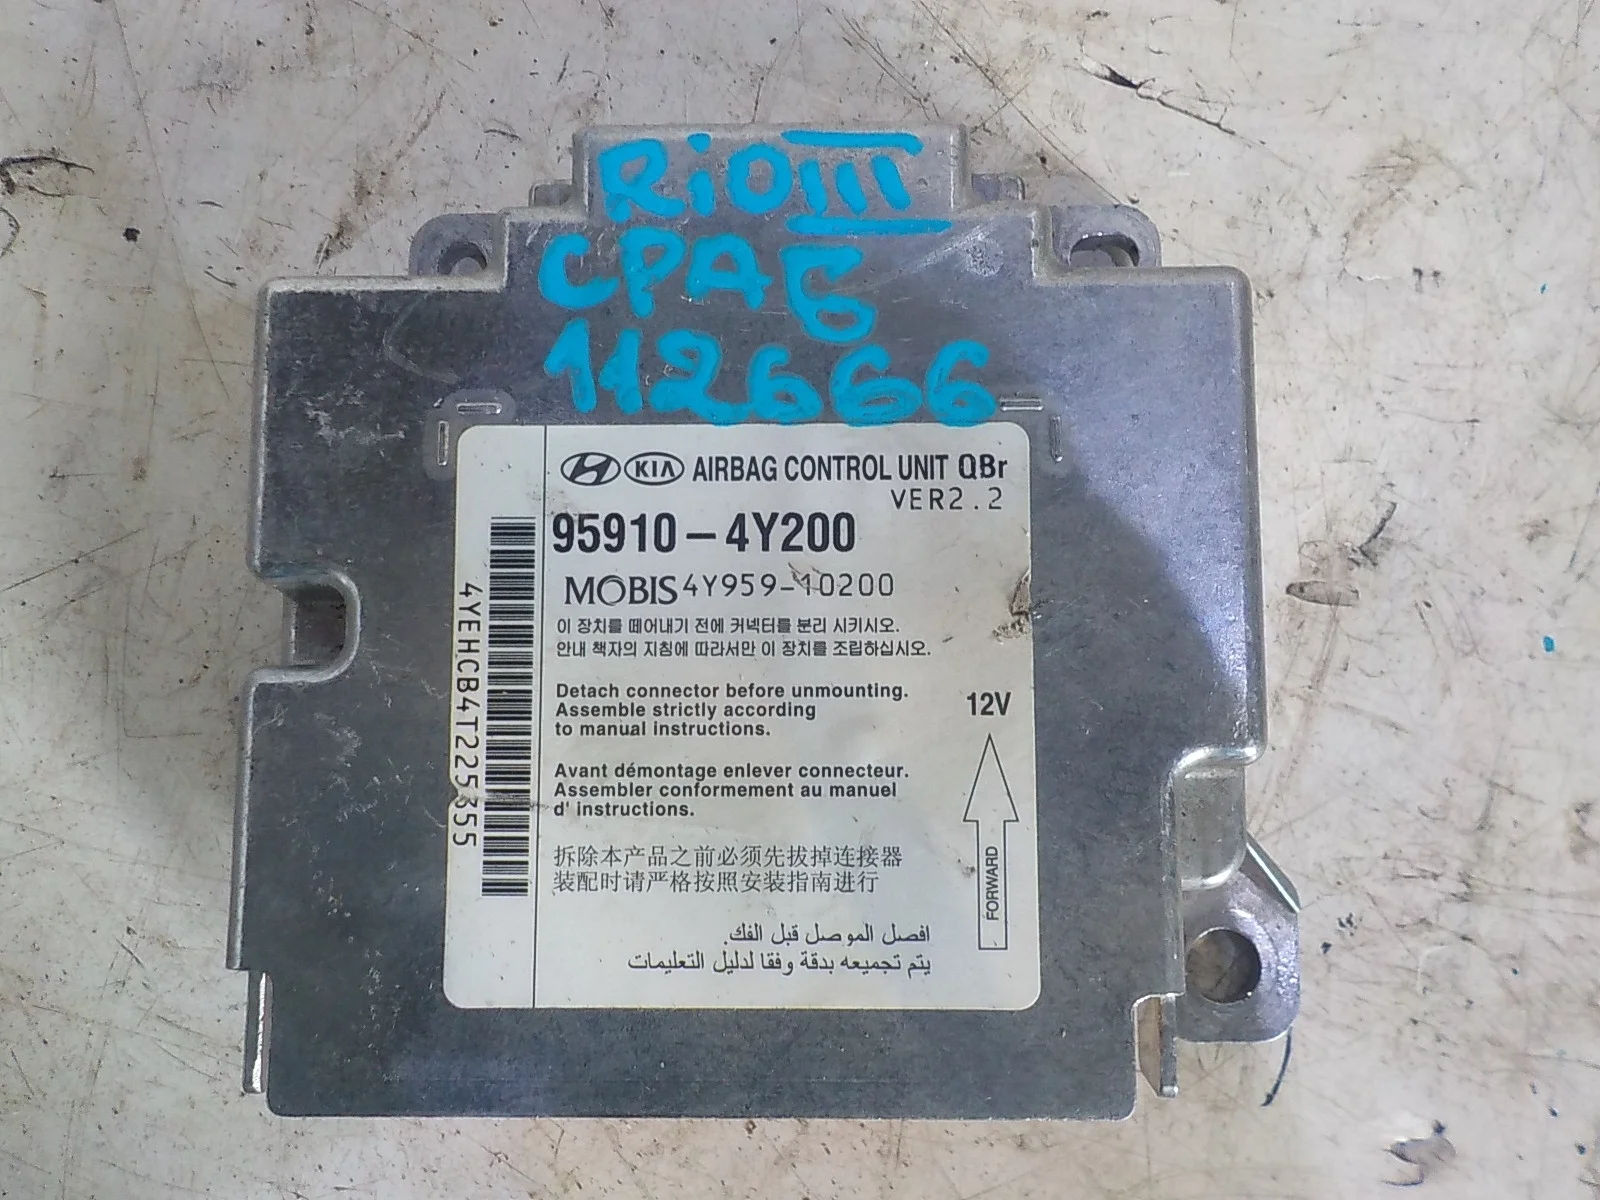 RiO III
СРАБ
112666
KIA AIRBAG CONTROL UNIT QBr
VER2.2
95910-4Y200
MOBIS 4Y959-10200
이 장치를 떼어내기 전에 커넥터를 분리 시키시오.
안내 책자의 지침에 따라서만 이 장치를 조립하십시오.
Detach connector before unmounting.
Assemble strictly according
to manual instructions.
12V
Avant démontage enlever connecteur.
Assembler conformement au manuel
d' instructions.
FORWARD
拆除本产品之前必须先拔掉连接器
装配时请严格按照安装指南进行
افصل الموصل قبل الفك.
يتم تجميعه بدقة وفقا لدليل التعليمات
4YEHCB4T225355